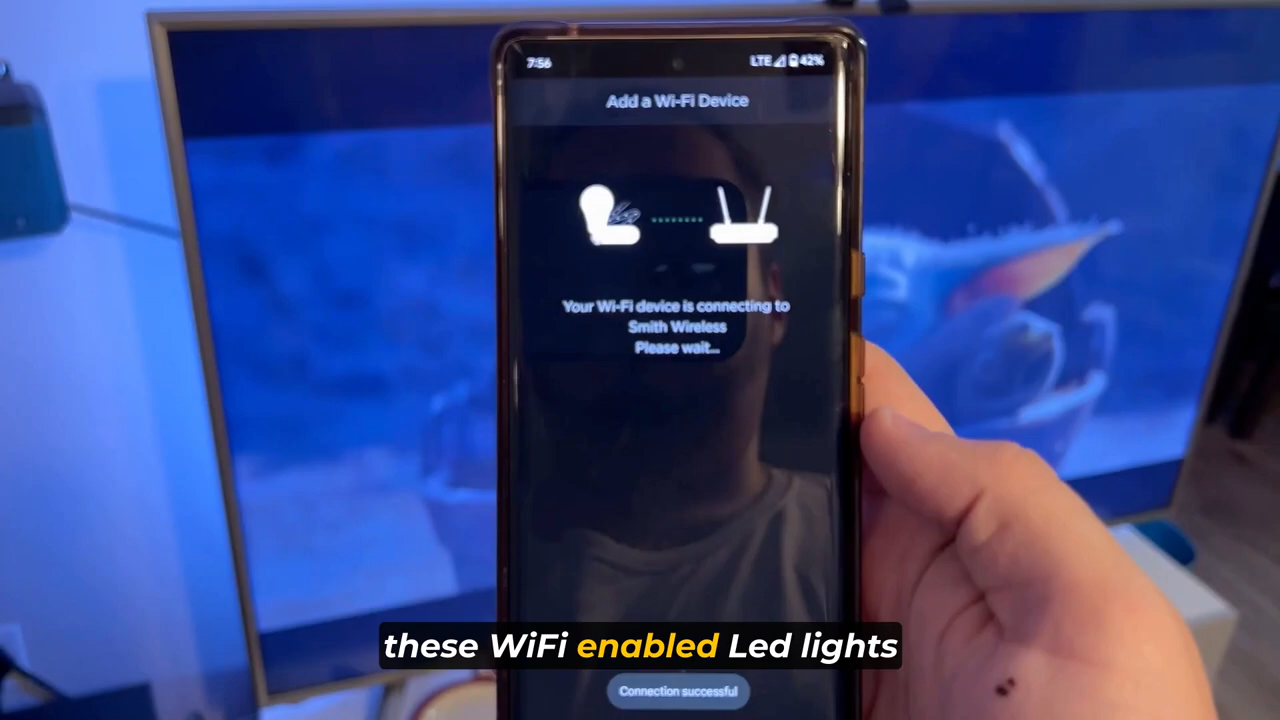 7:56
LTE 42%
Add a Wi-Fi Device
Your Wi-Fi device is connecting to
Smith Wireless
Please wait...
these WiFi enabled Led lights
Connection successful